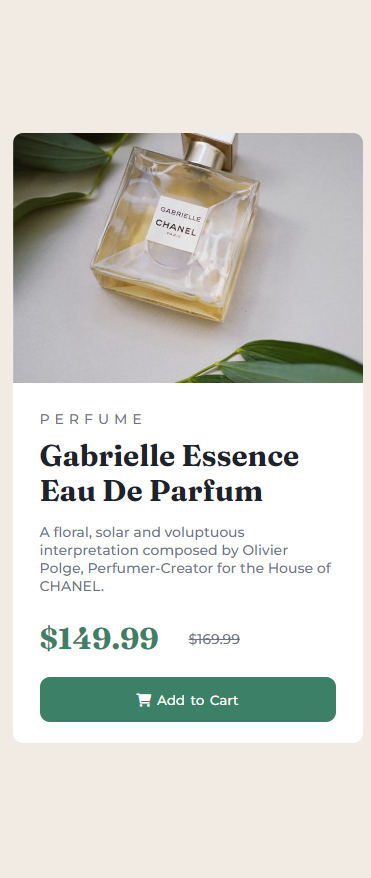 GABRIELLE
CHANEL
PARIS
PERFUME
Gabrielle Essence
Eau De Parfum
A floral, solar and voluptuous
interpretation composed by Olivier
Polge, Perfumer-Creator for the House of
CHANEL.
$149.99 $169.99
Add to Cart